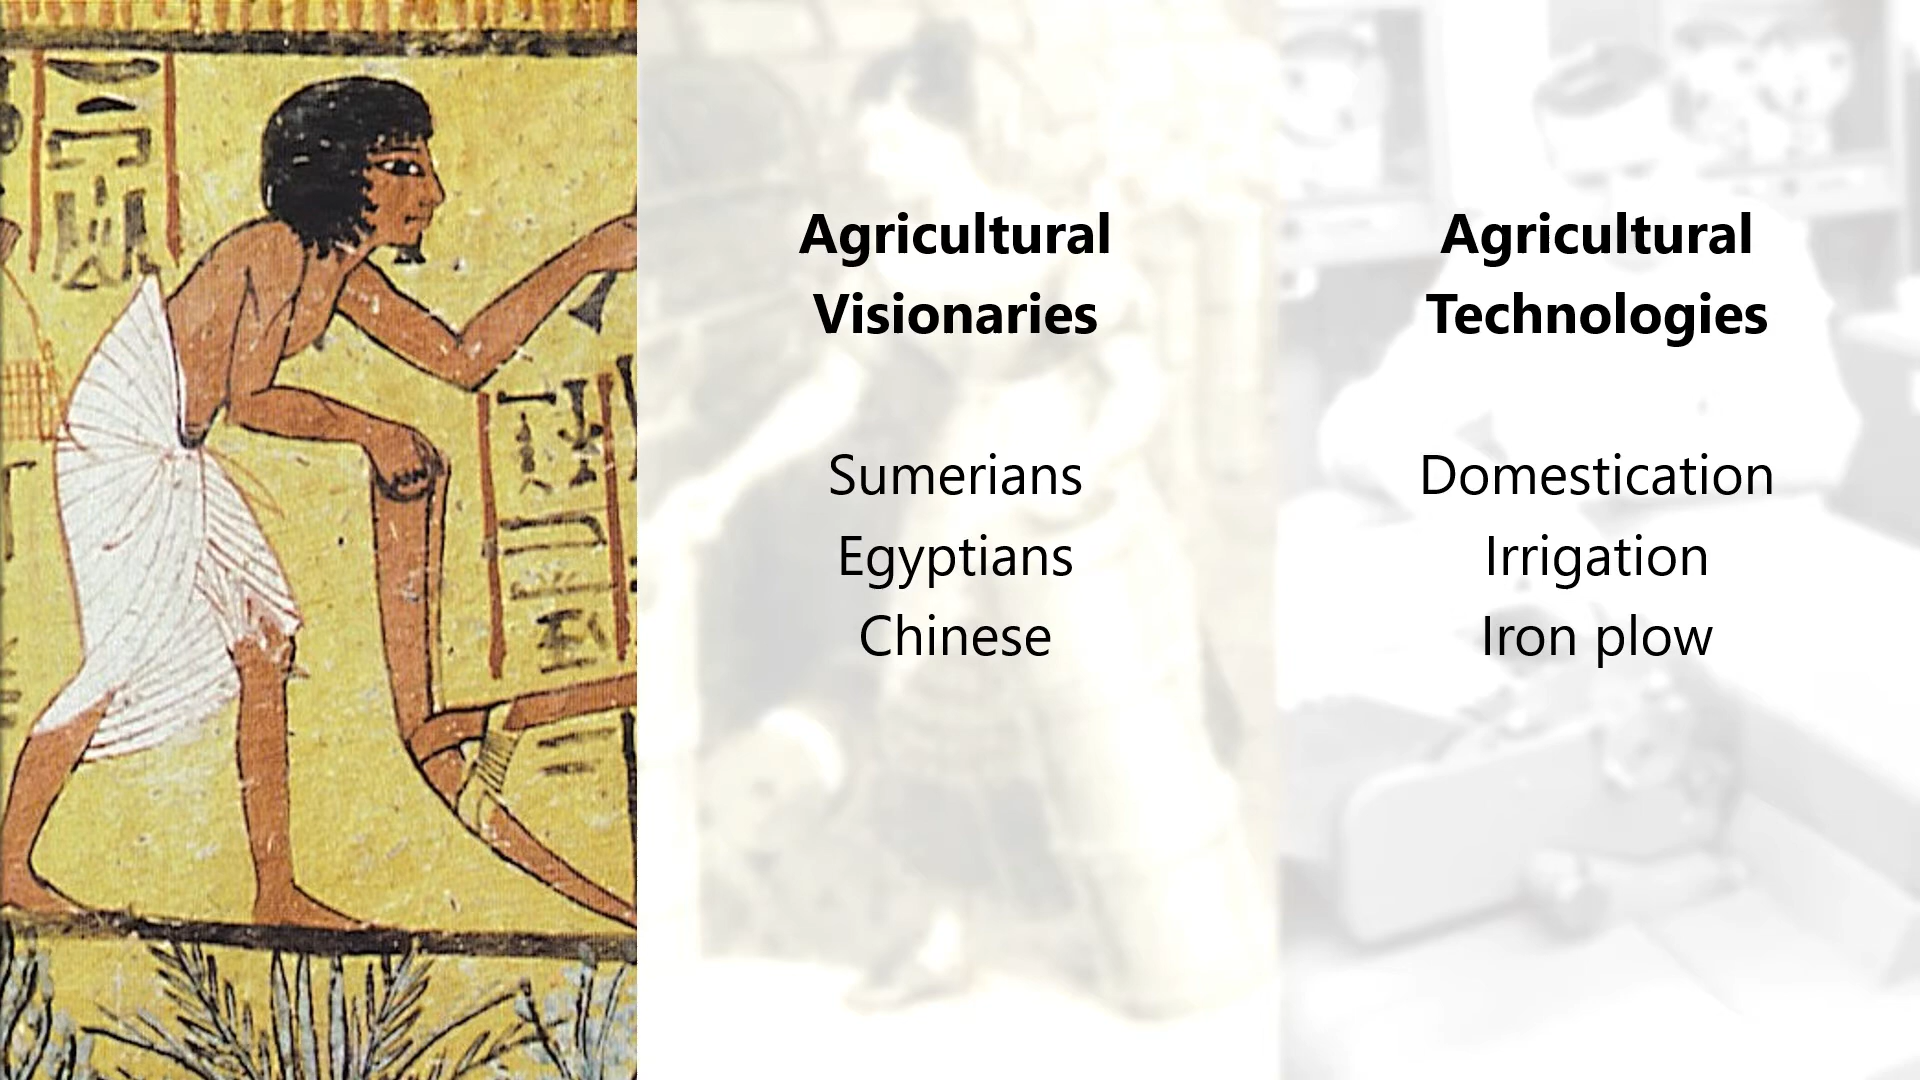 Agricultural
Visionaries
Sumerians
Egyptians
Chinese
Agricultural
Technologies
Domestication
Irrigation
Iron plow